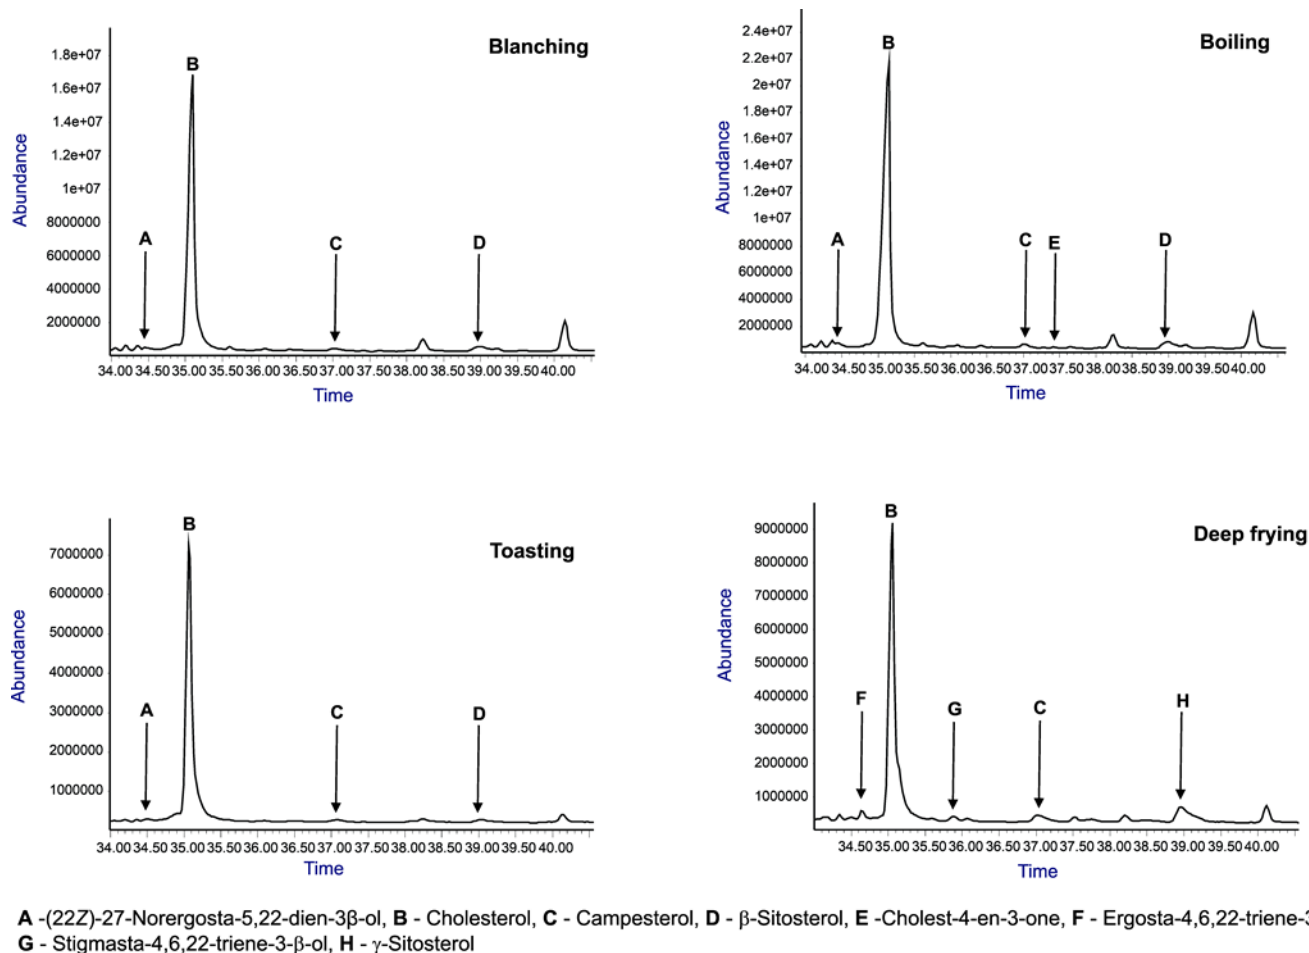 Blanching
B
A
C
D
Abundance
1.8e+07
1.6e+07
1.4e+07
1.2e+07
1e+07
8000000
6000000
4000000
2000000
34.00 34.50 35.00 35.50 36.00 36.50 37.00 37.50 38.00 38.50 39.00 39.50 40.00
Time
Boiling
B
A
C
E
D
Abundance
2.4e+07
2.2e+07
2e+07
1.8e+07
1.6e+07
1.4e+07
1.2e+07
1e+07
8000000
6000000
4000000
2000000
34.00 34.50 35.00 35.50 36.00 36.50 37.00 37.50 38.00 38.50 39.00 39.50 40.00
Time
Toasting
B
A
C
D
Abundance
7000000
6000000
5000000
4000000
3000000
2000000
1000000
34.00 34.50 35.00 35.50 36.00 36.50 37.00 37.50 38.00 38.50 39.00 39.50 40.00
Time
Deep frying
B
F
G
C
H
Abundance
9000000
8000000
7000000
6000000
5000000
4000000
3000000
2000000
1000000
34.50 35.00 35.50 36.00 36.50 37.00 37.50 38.00 38.50 39.00 39.50 40.00
Time
A -(22Z)-27-Norergosta-5,22-dien-3β-ol, B - Cholesterol, C - Campesterol, D - β-Sitosterol, E -Cholest-4-en-3-one, F - Ergosta-4,6,22-triene-3
G - Stigmasta-4,6,22-triene-3-β-ol, H - γ-Sitosterol